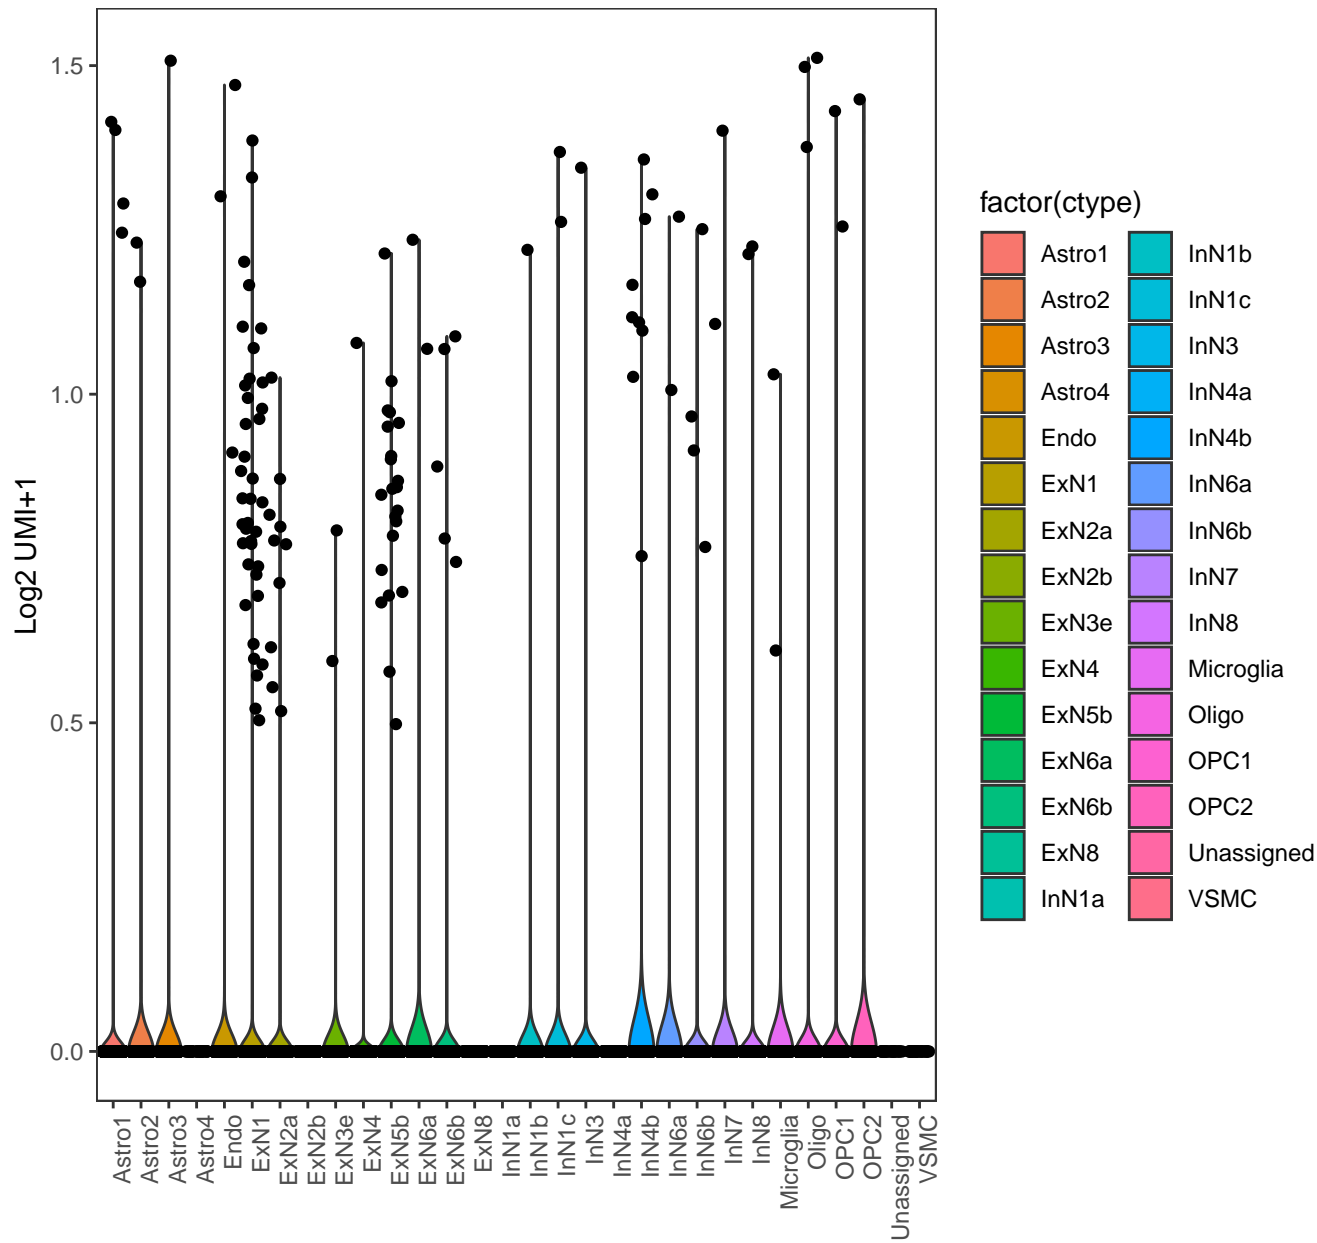 1.5
1.0
0.5
0.0
Log2 UMI+1
Astro1
Astro2
Astro3
Astro4
Endo
ExN1
ExN2a
ExN2b
ExN3e
ExN4
ExN5b
ExN6a
ExN6b
ExN8
InN1a
InN1b
InN1c
InN3
InN4a
InN4b
InN6a
InN6b
InN7
InN8
Microglia
Oligo
OPC1
OPC2
Unassigned
VSMC
factor(ctype)
Astro1
Astro2
Astro3
Astro4
Endo
ExN1
ExN2a
ExN2b
ExN3e
ExN4
ExN5b
ExN6a
ExN6b
ExN8
InN1a
InN1b
InN1c
InN3
InN4a
InN4b
InN6a
InN6b
InN7
InN8
Microglia
Oligo
OPC1
OPC2
Unassigned
VSMC